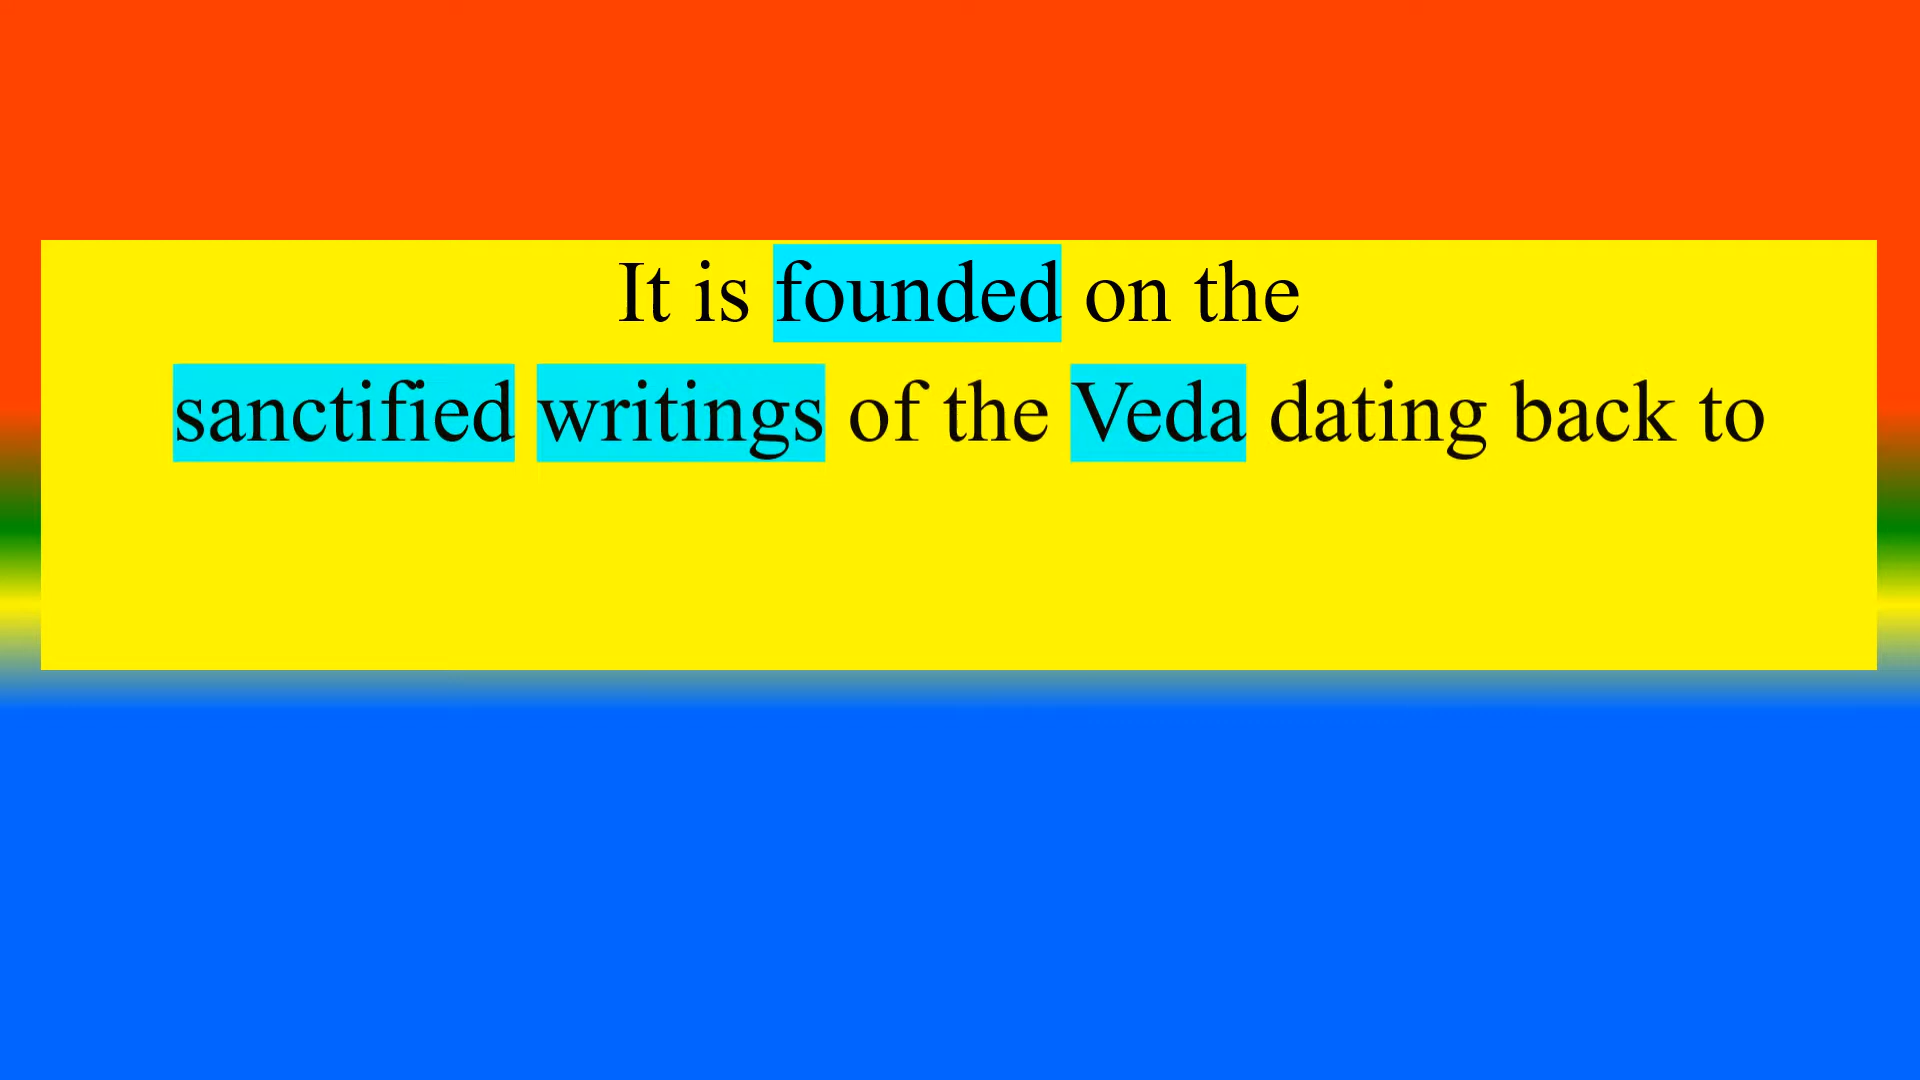 It is founded on the
sanctified writings of the Veda dating back to